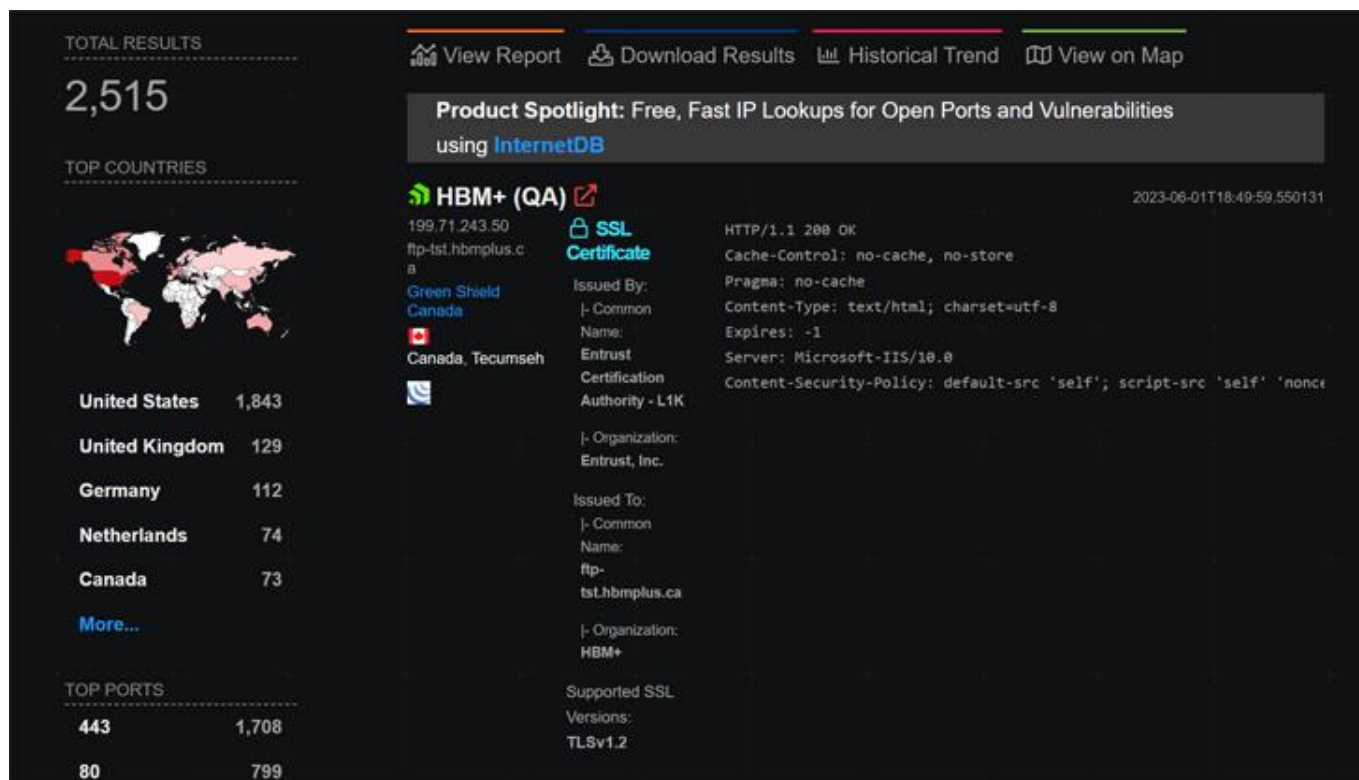 TOTAL RESULTS
2,515
TOP COUNTRIES
United States 1,843
United Kingdom 129
Germany 112
Netherlands 74
Canada 73
More...
TOP PORTS
443 1,708
80 799
View Report Download Results Historical Trend View on Map
Product Spotlight: Free, Fast IP Lookups for Open Ports and Vulnerabilities
using InternetDB
HBM+ (QA)
2023-06-01T18:49:59.550131
199.71.243.50
ftp-tst.hbmplus.c
a
Green Shield
Canada
Canada, Tecumseh
SSL
Certificate
Issued By:
|- Common
Name:
Entrust
Certification
Authority - L1K
|- Organization:
Entrust, Inc.
Issued To:
|- Common
Name:
ftp-
tst.hbmplus.ca
|- Organization:
HBM+
Supported SSL
Versions:
TLSv1.2
HTTP/1.1 200 OK
Cache-Control: no-cache, no-store
Pragma: no-cache
Content-Type: text/html; charset=utf-8
Expires: -1
Server: Microsoft-IIS/10.0
Content-Security-Policy: default-src 'self'; script-src 'self' 'nonce